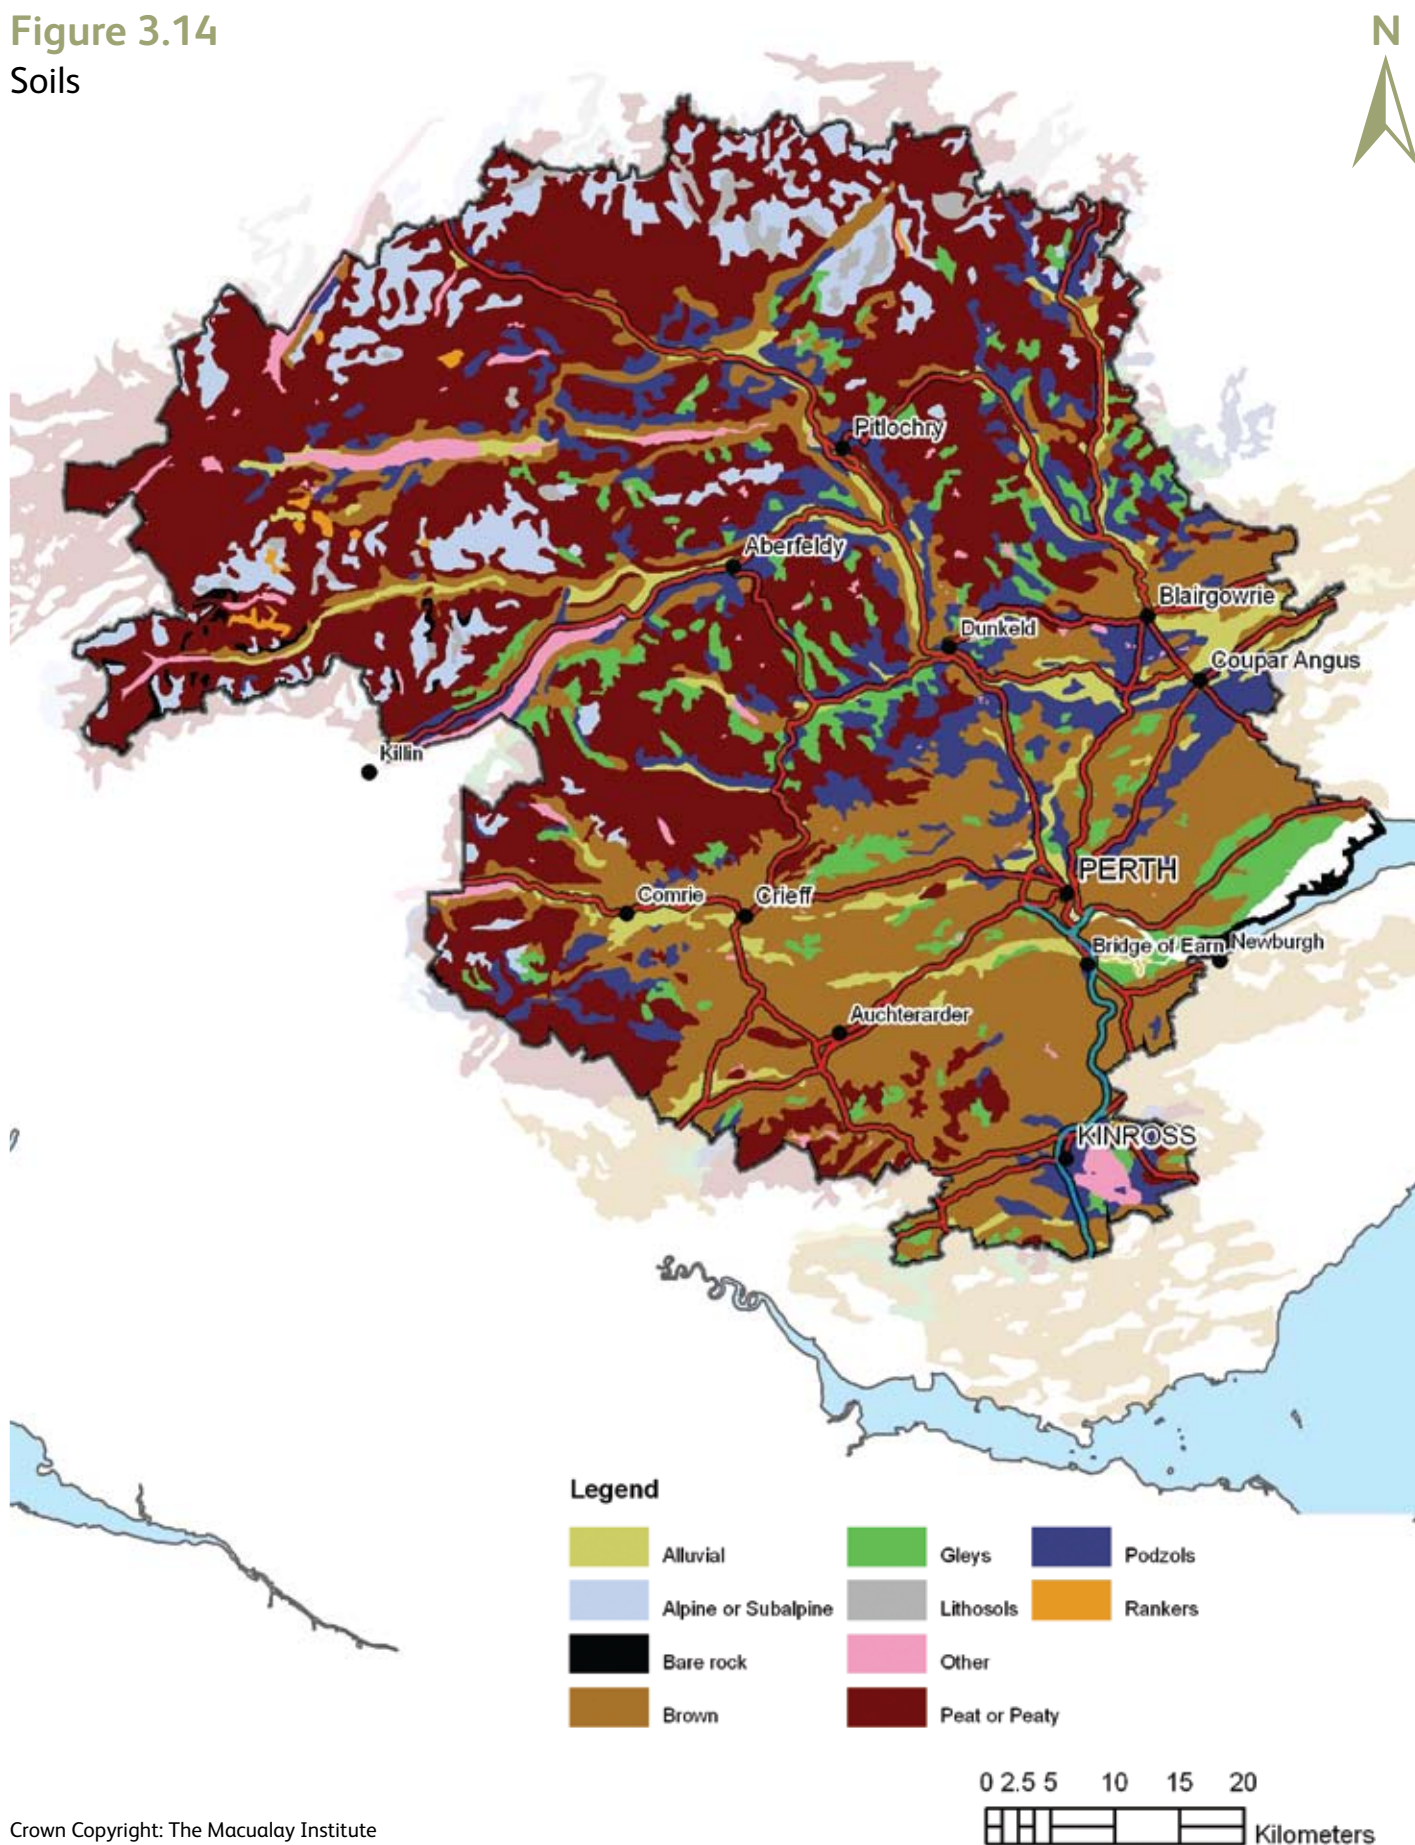 Figure 3.14
Soils
N
Pitlochry
Aberfeldy
Blairgowrie
Dunkeld
Coupar Angus
Killin
PERTH
Comrie
Crieff
Bridge of Earn
Newburgh
Auchterarder
KINROSS
Legend
Alluvial
Gleys
Podzols
Alpine or Subalpine
Lithosols
Rankers
Bare rock
Other
Brown
Peat or Peaty
0 2.5 5 10 15 20
Kilometers
Crown Copyright: The Macualay Institute